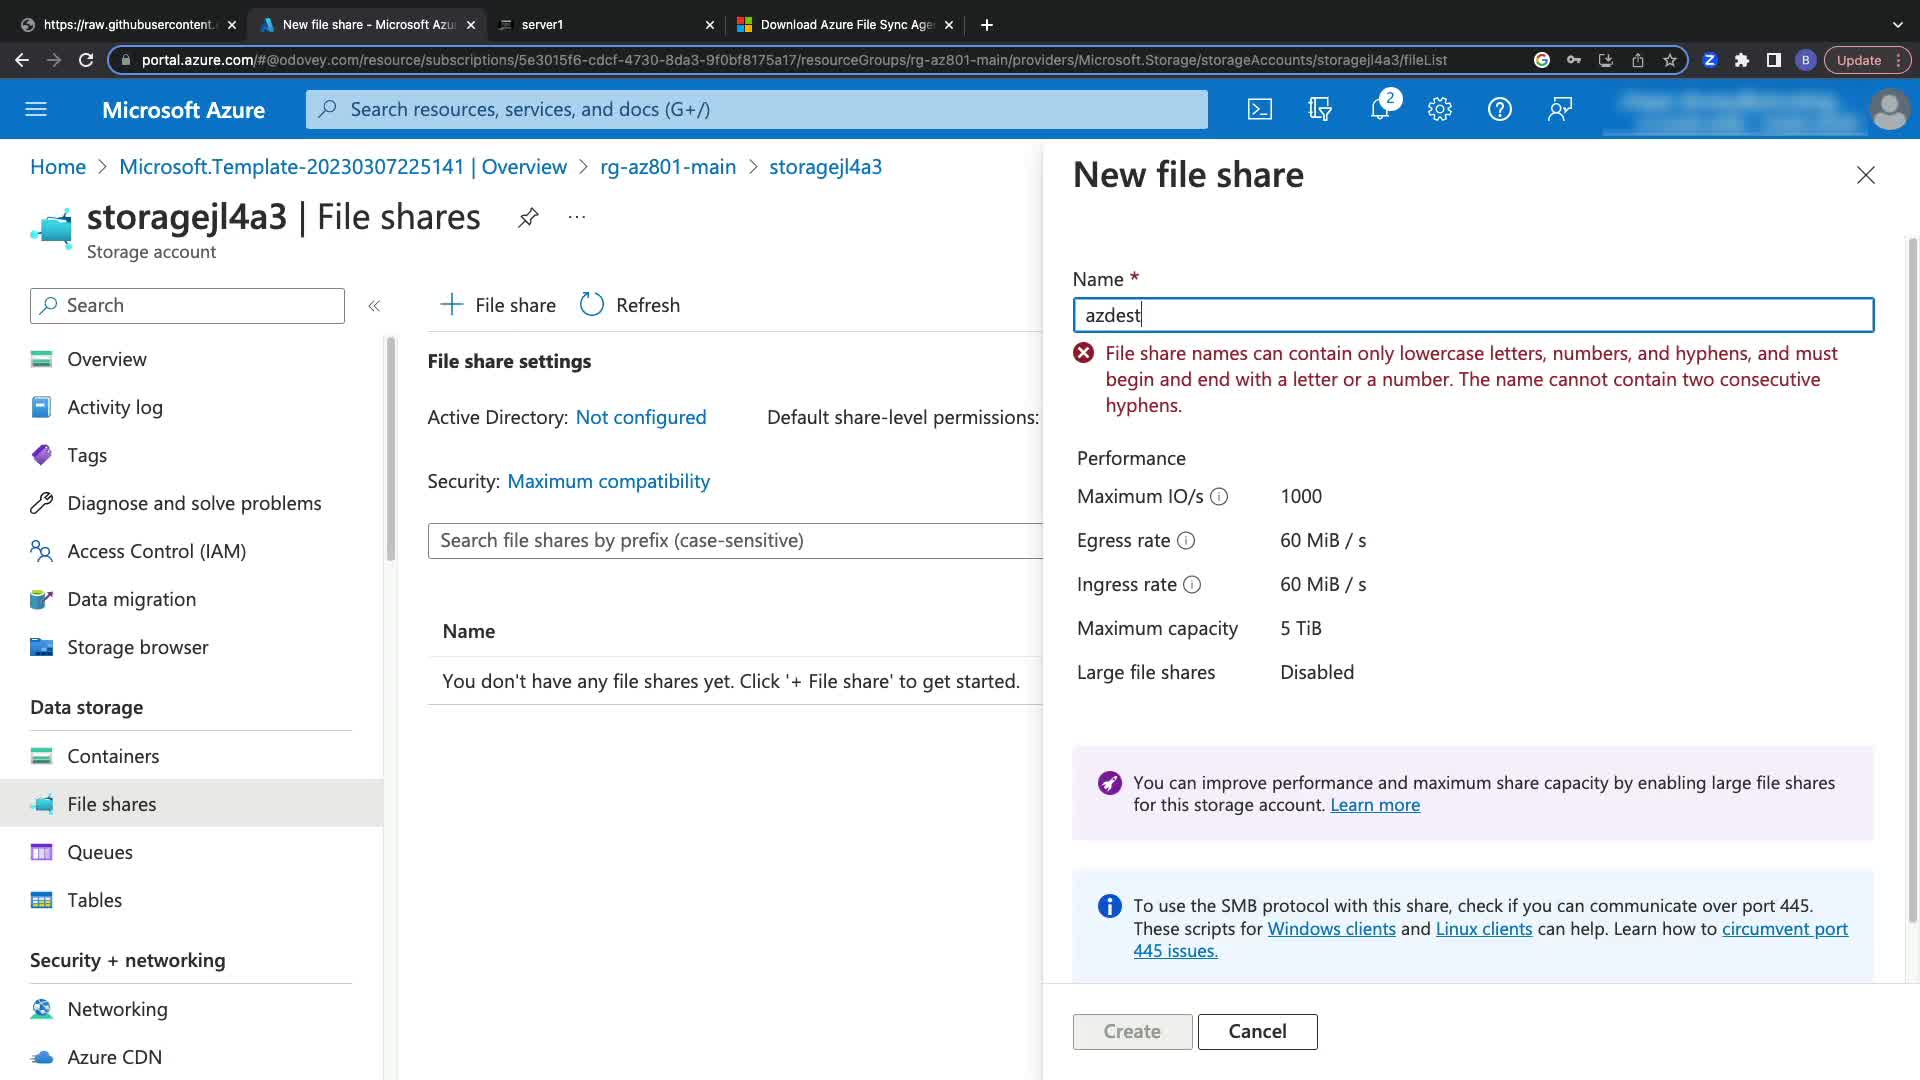 https://raw.githubusercontent.
New file share - Microsoft Azu
server1
Download Azure File Sync Age
portal.azure.com/#@odovey.com/resource/subscriptions/5e3015f6-cdcf-4730-8da3-9f0bf8175a17/resourceGroups/rg-az801-main/providers/Microsoft.Storage/storageAccounts/storagejl4a3/fileList
Z
B
Update
Microsoft Azure
Search resources, services, and docs (G+/)
2
Home > Microsoft.Template-20230307225141 | Overview > rg-az801-main > storagejl4a3
storagejl4a3 | File shares
Storage account
Search
Overview
Activity log
Tags
Diagnose and solve problems
Access Control (IAM)
Data migration
Storage browser
Data storage
Containers
File shares
Queues
Tables
Security + networking
Networking
Azure CDN
File share
Refresh
File share settings
Active Directory: Not configured
Default share-level permissions:
Security: Maximum compatibility
Search file shares by prefix (case-sensitive)
Name
You don't have any file shares yet. Click '+ File share' to get started.
New file share
Name *
azdest
File share names can contain only lowercase letters, numbers, and hyphens, and must
begin and end with a letter or a number. The name cannot contain two consecutive
hyphens.
Performance
Maximum IO/s 1000
Egress rate 60 MiB / s
Ingress rate 60 MiB / s
Maximum capacity 5 TiB
Large file shares Disabled
You can improve performance and maximum share capacity by enabling large file shares
for this storage account. Learn more
To use the SMB protocol with this share, check if you can communicate over port 445.
These scripts for Windows clients and Linux clients can help. Learn how to circumvent port
445 issues.
Create
Cancel